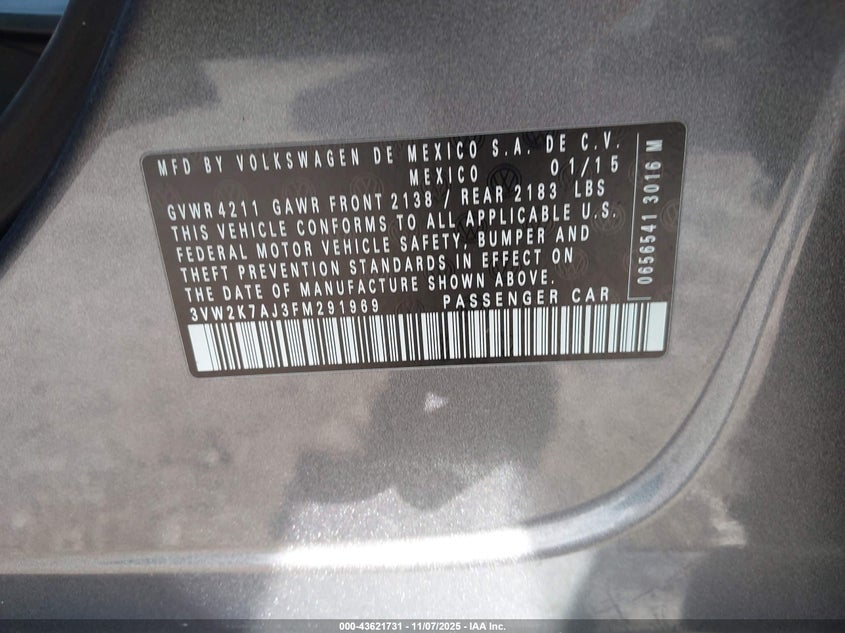 MFD BY VOLKSWAGEN DE MEXICO S.A. DE C.V.
MEXICO 01/15
GVWR 4211 GAWR FRONT 2138 / REAR 2183 LBS
THIS VEHICLE CONFORMS TO ALL APPLICABLE U.S.
FEDERAL MOTOR VEHICLE SAFETY, BUMPER AND
THEFT PREVENTION STANDARDS IN EFFECT ON
THE DATE OF MANUFACTURE SHOWN ABOVE.
3VW2K7AJ3FM291969 PASSENGER CAR
0656541 3016 M
000-43621731 - 11/07/2025 - IAA Inc.